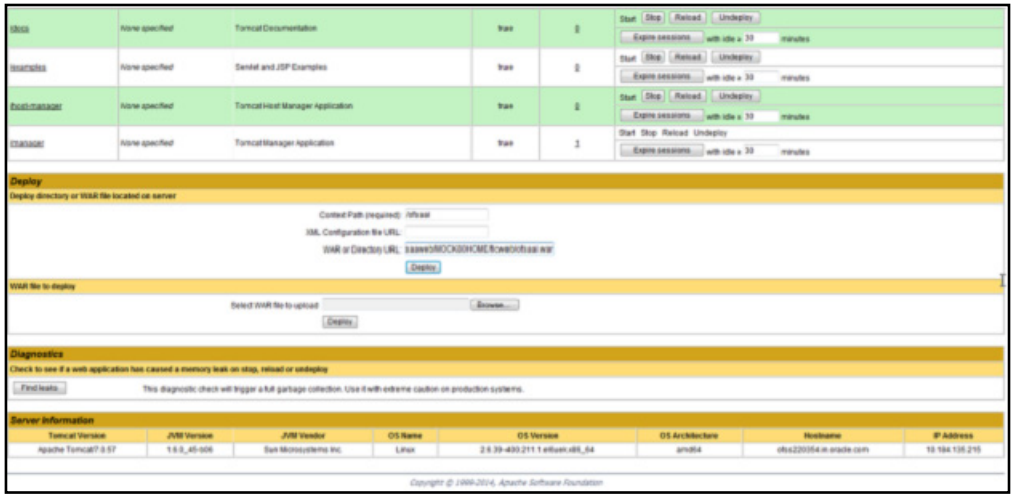 /docs None specified Tomcat Documentation true 0 Start Stop Reload Undeploy
Expire sessions with idle ≥ 30 minutes
/examples None specified Servlet and JSP Examples true 0 Start Stop Reload Undeploy
Expire sessions with idle ≥ 30 minutes
/host-manager None specified Tomcat Host Manager Application true 0 Start Stop Reload Undeploy
Expire sessions with idle ≥ 30 minutes
/manager None specified Tomcat Manager Application true Start Stop Reload Undeploy
Expire sessions with idle ≥ 30 minutes
Deploy
Deploy directory or WAR file located on server
Context Path (required): /ofsaai
XML Configuration file URL:
WAR or Directory URL:
Deploy
WAR file to deploy
Select WAR file to upload Browse...
Deploy
Diagnostics
Check to see if a web application has caused a memory leak on stop, reload or undeploy
Find leaks This diagnostic check will trigger a full garbage collection. Use it with extreme caution on production systems.
Server Information
Tomcat Version JVM Version JVM Vendor OS Name OS Version OS Architecture Hostname IP Address
Apache Tomcat/7.0.57 1.6.0_45-b06 Sun Microsystems Inc. Linux amd64 10.184.135.215
Copyright © 1999-2014, Apache Software Foundation